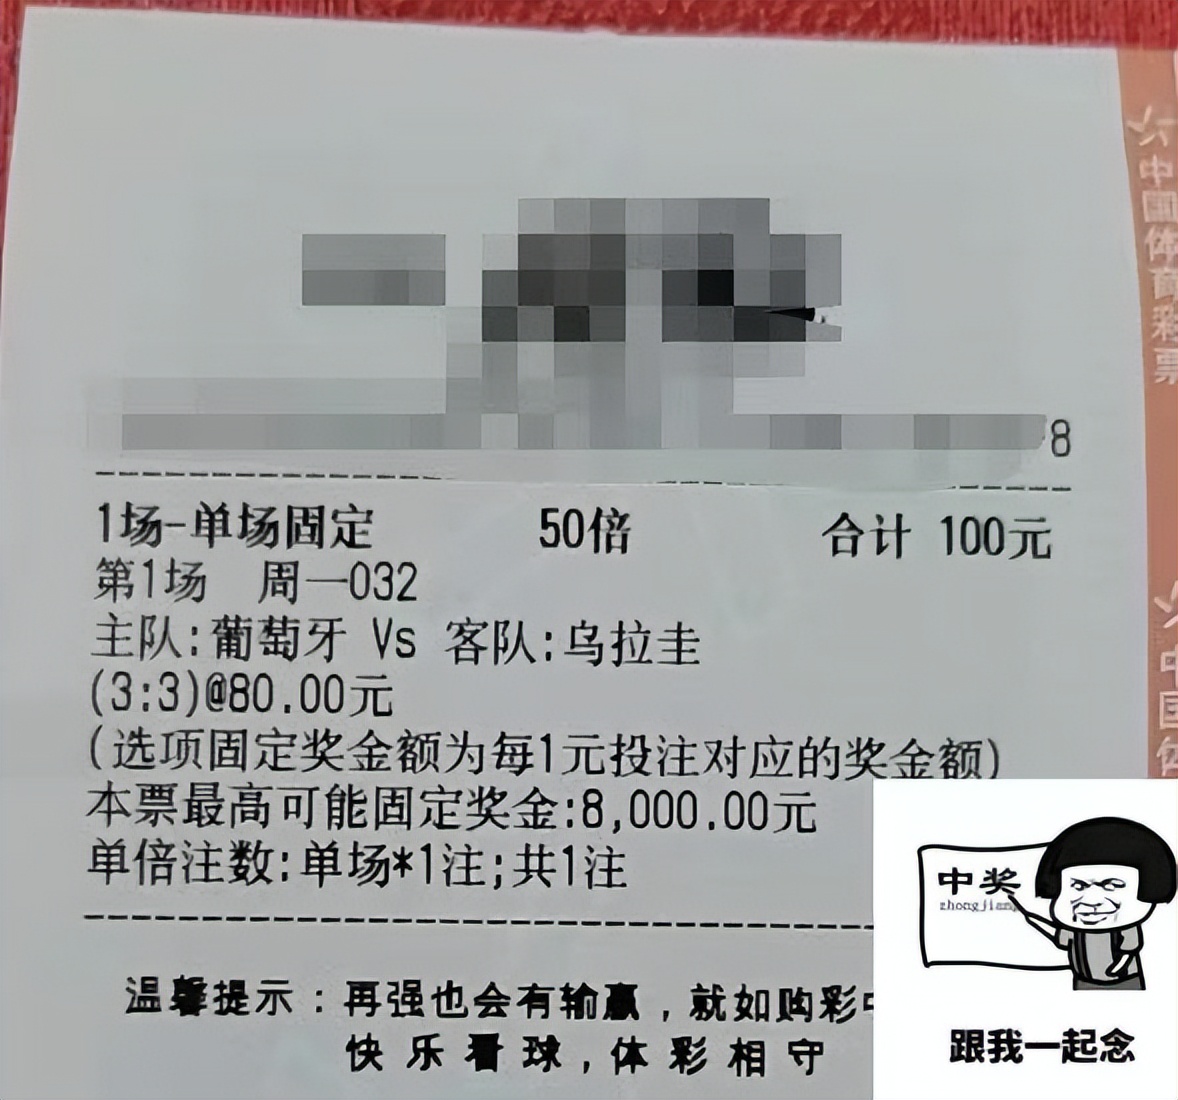 8
1场-单场固定 50倍 合计 100元
第1场 周一032
主队:葡萄牙 Vs 客队:乌拉圭
(3:3)@80.00元
(选项固定奖金额为每1元投注对应的奖金额)
本票最高可能固定奖金:8,000.00元
单倍注数:单场*1注;共1注
温馨提示:再强也会有输赢,就如购彩
快乐看球,体彩相守
中国体育彩票
中国体
中奖
zhongjiang
跟我一起念